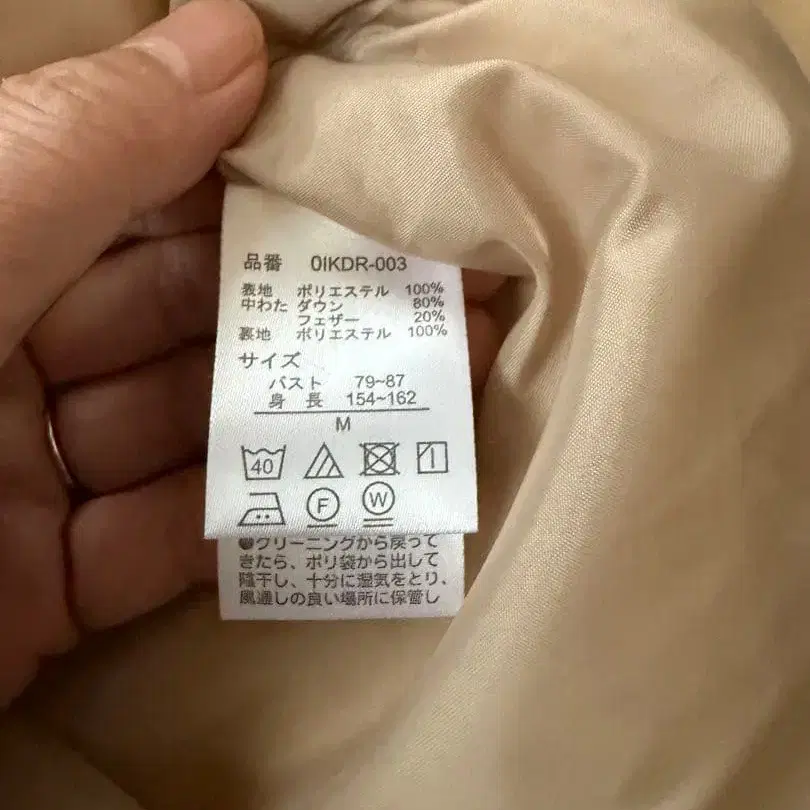 品番 0IKDR-003
表地 ポリエステル 100%
中わた ダウン 80%
フェザー 20%
裏地 ポリエステル 100%
サイズ
バスト 79~87
身長 154~162
M
40
F
W
●クリーニングから戻って
きたら、ポリ袋から出して
陰干し、十分に湿気をとり、
風通しの良い場所に保管し